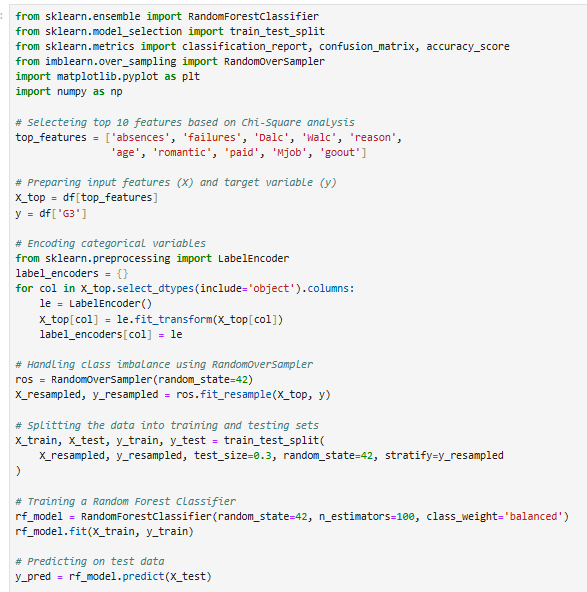 from sklearn.ensemble import RandomForestClassifier
from sklearn.model_selection import train_test_split
from sklearn.metrics import classification_report, confusion_matrix, accuracy_score
from imblearn.over_sampling import RandomOverSampler
import matplotlib.pyplot as plt
import numpy as np

# Selecteing top 10 features based on Chi-Square analysis
top_features = ['absences', 'failures', 'Dalc', 'Walc', 'reason',
                'age', 'romantic', 'paid', 'Mjob', 'goout']

# Preparing input features (X) and target variable (y)
X_top = df[top_features]
y = df['G3']

# Encoding categorical variables
from sklearn.preprocessing import LabelEncoder
label_encoders = {}
for col in X_top.select_dtypes(include='object').columns:
    le = LabelEncoder()
    X_top[col] = le.fit_transform(X_top[col])
    label_encoders[col] = le

# Handling class imbalance using RandomOverSampler
ros = RandomOverSampler(random_state=42)
X_resampled, y_resampled = ros.fit_resample(X_top, y)

# Splitting the data into training and testing sets
X_train, X_test, y_train, y_test = train_test_split(
    X_resampled, y_resampled, test_size=0.3, random_state=42, stratify=y_resampled
)

# Training a Random Forest Classifier
rf_model = RandomForestClassifier(random_state=42, n_estimators=100, class_weight='balanced')
rf_model.fit(X_train, y_train)

# Predicting on test data
y_pred = rf_model.predict(X_test)